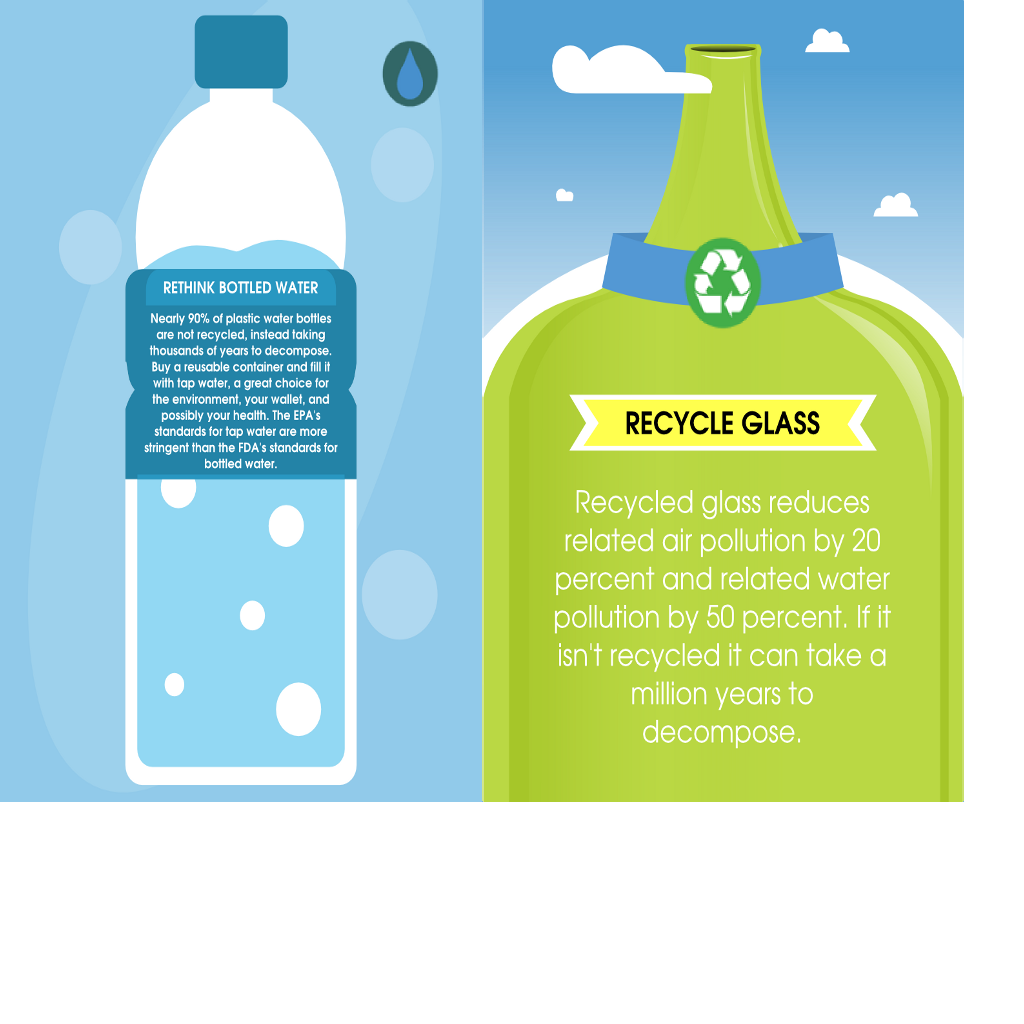 RETHINK BOTTLED WATER
Nearly 90% of plastic water bottles
are not recycled, instead taking
thousands of years to decompose.
Buy a reusable container and fill it
with tap water, a great choice for
the environment, your wallet, and
possibly your health. The EPA's
standards for tap water are more
stringent than the FDA's standards for
bottled water.
RECYCLE GLASS
Recycled glass reduces
related air pollution by 20
percent and related water
pollution by 50 percent. If it
isn't recycled it can take a
million years to
decompose.